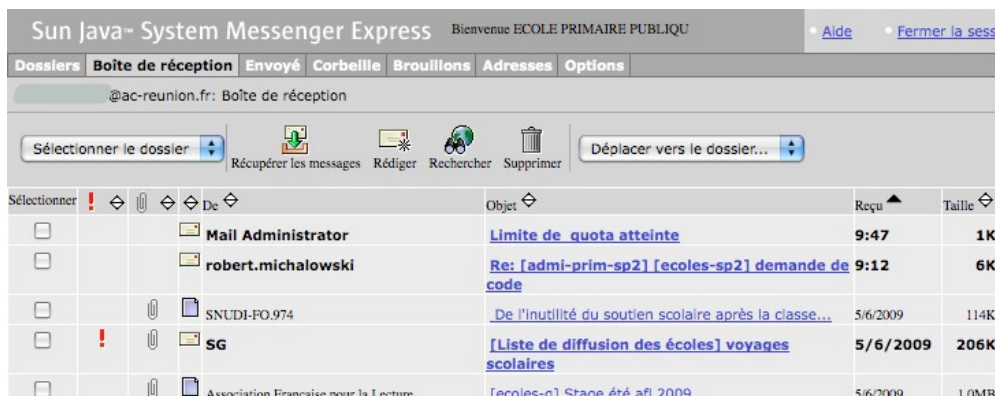 Sun Java™ System Messenger Express Bienvenue ECOLE PRIMAIRE PUBLIQU Aide Fermer la sess
Dossiers Boîte de réception Envoyé Corbeille Brouillons Adresses Options
@ac-reunion.fr: Boîte de réception
Sélectionner le dossier Récupérer les messages Rédiger Rechercher Supprimer Déplacer vers le dossier...
Sélectionner De Objet Reçu Taille
Mail Administrator Limite de quota atteinte 9:47 1K
robert.michalowski Re: [admi-prim-sp2] [ecoles-sp2] demande de 9:12 6K
code
SNUDI-FO.974 De l'inutilité du soutien scolaire après la classe... 5/6/2009 114K
SG [Liste de diffusion des écoles] voyages 5/6/2009 206K
scolaires
Association Française pour la Lecture [ecoles-g] Stage été afl 2009 5/6/2009 1.0MB